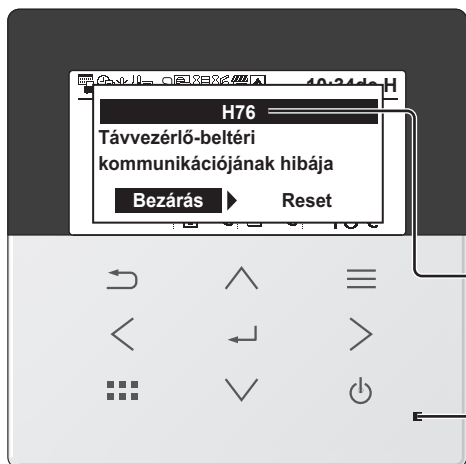 10:34de H
H76
Távvezérlő-beltéri
kommunikációjának hibája
Bezárás Reset